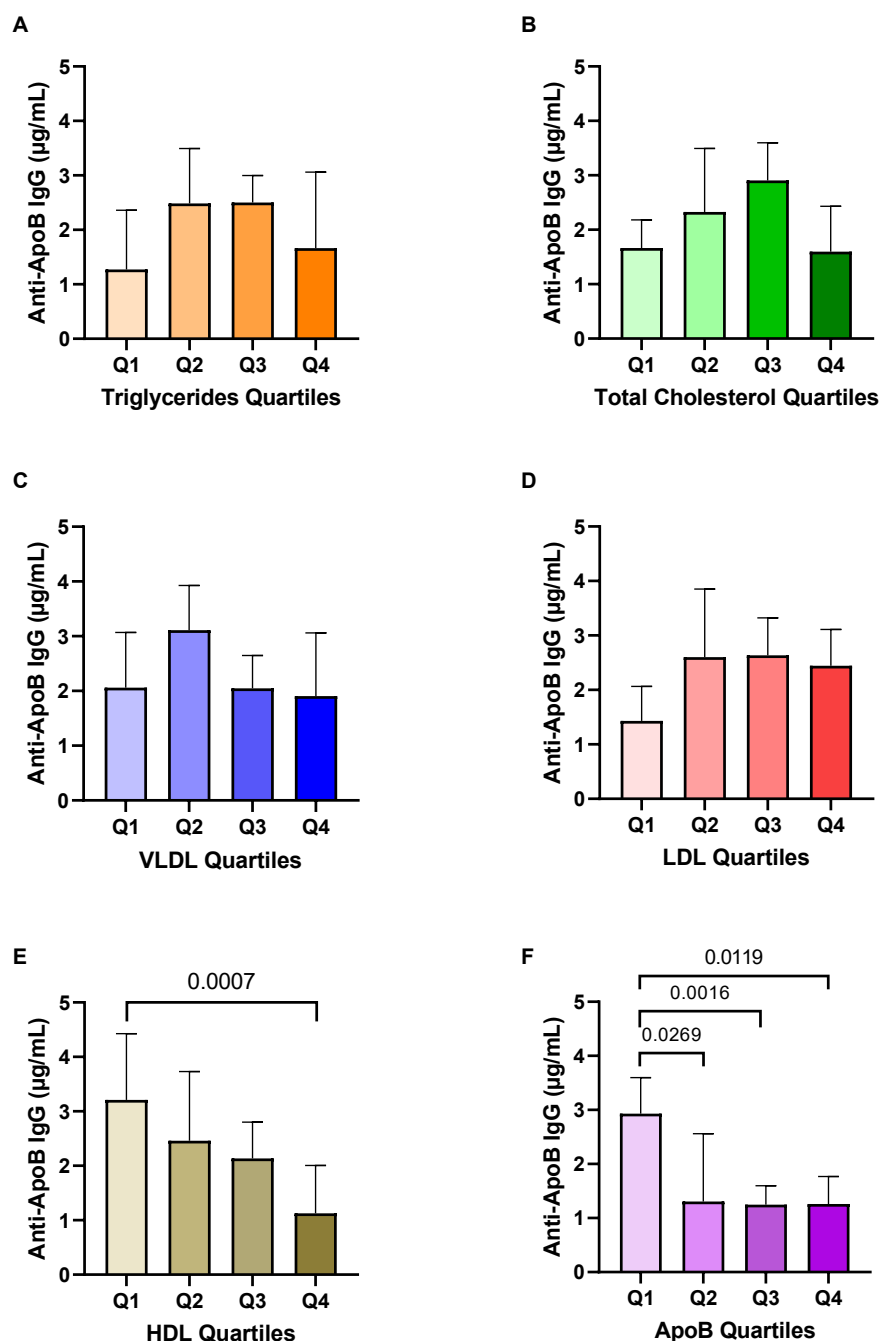 A
Anti-ApoB IgG (µg/mL)
5
4
3
2
1
0
Q1 Q2 Q3 Q4
Triglycerides Quartiles
B
Anti-ApoB IgG (µg/mL)
5
4
3
2
1
0
Q1 Q2 Q3 Q4
Total Cholesterol Quartiles
C
Anti-ApoB IgG (µg/mL)
5
4
3
2
1
0
Q1 Q2 Q3 Q4
VLDL Quartiles
D
Anti-ApoB IgG (µg/mL)
5
4
3
2
1
0
Q1 Q2 Q3 Q4
LDL Quartiles
E
0.0007
Anti-ApoB IgG (µg/mL)
5
4
3
2
1
0
Q1 Q2 Q3 Q4
HDL Quartiles
F
0.0119
0.0016
0.0269
Anti-ApoB IgG (µg/mL)
5
4
3
2
1
0
Q1 Q2 Q3 Q4
ApoB Quartiles